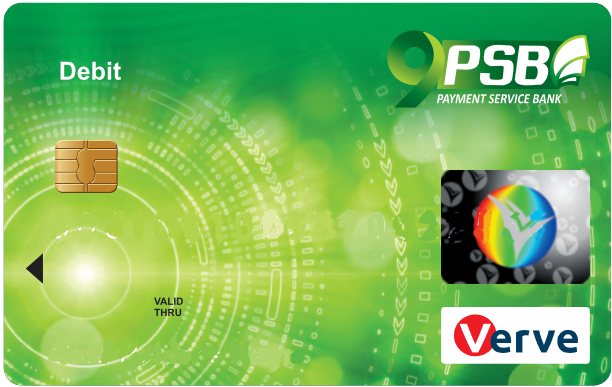 Debit
9PSB
PAYMENT SERVICE BANK
VALID
THRU
Verve